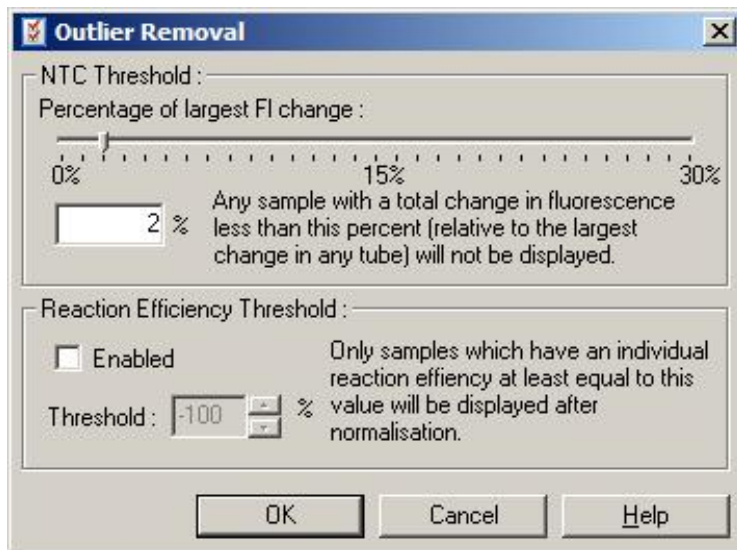 Outlier Removal
NTC Threshold :
Percentage of largest Fl change :
0% 15% 30%
2 %
Any sample with a total change in fluorescence
less than this percent (relative to the largest
change in any tube) will not be displayed.
Reaction Efficiency Threshold :
Enabled
Threshold : -100 %
Only samples which have an individual
reaction effiency at least equal to this
value will be displayed after
normalisation.
OK Cancel Help